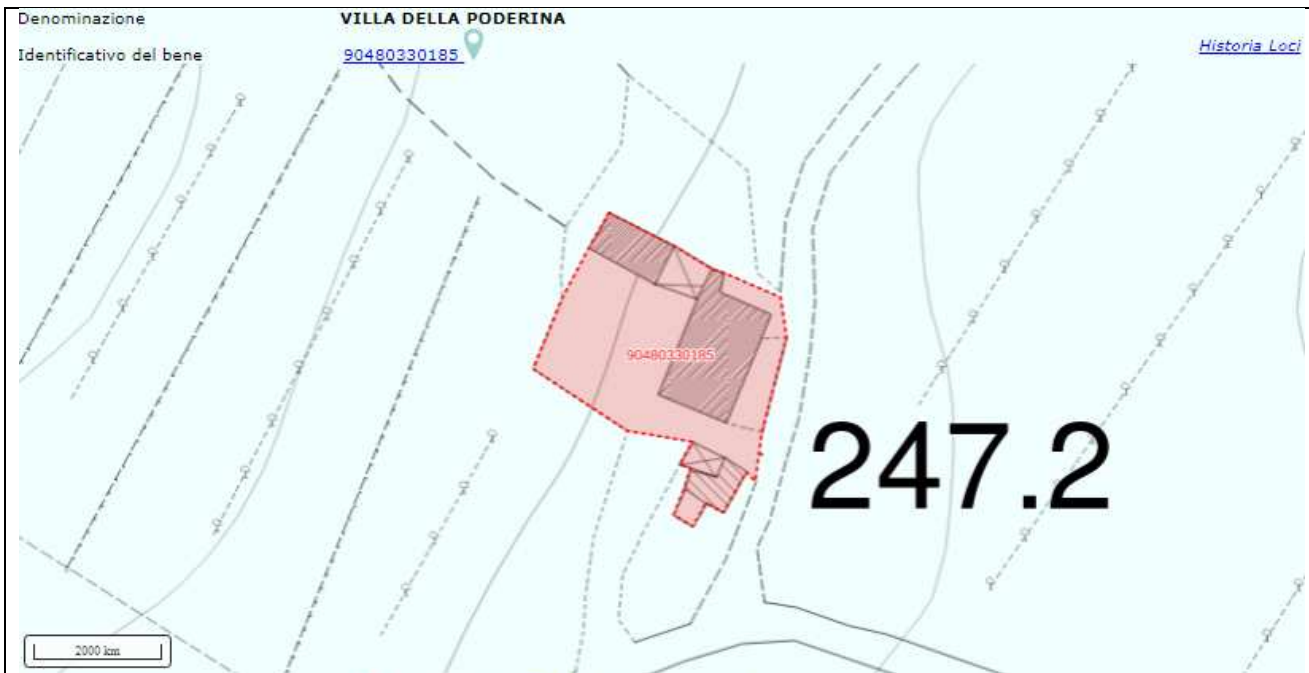 Denominazione VILLA DELLA PODERINA
Identificativo del bene 90480330185
Historia Loci
90480330185
247.2
2000 km